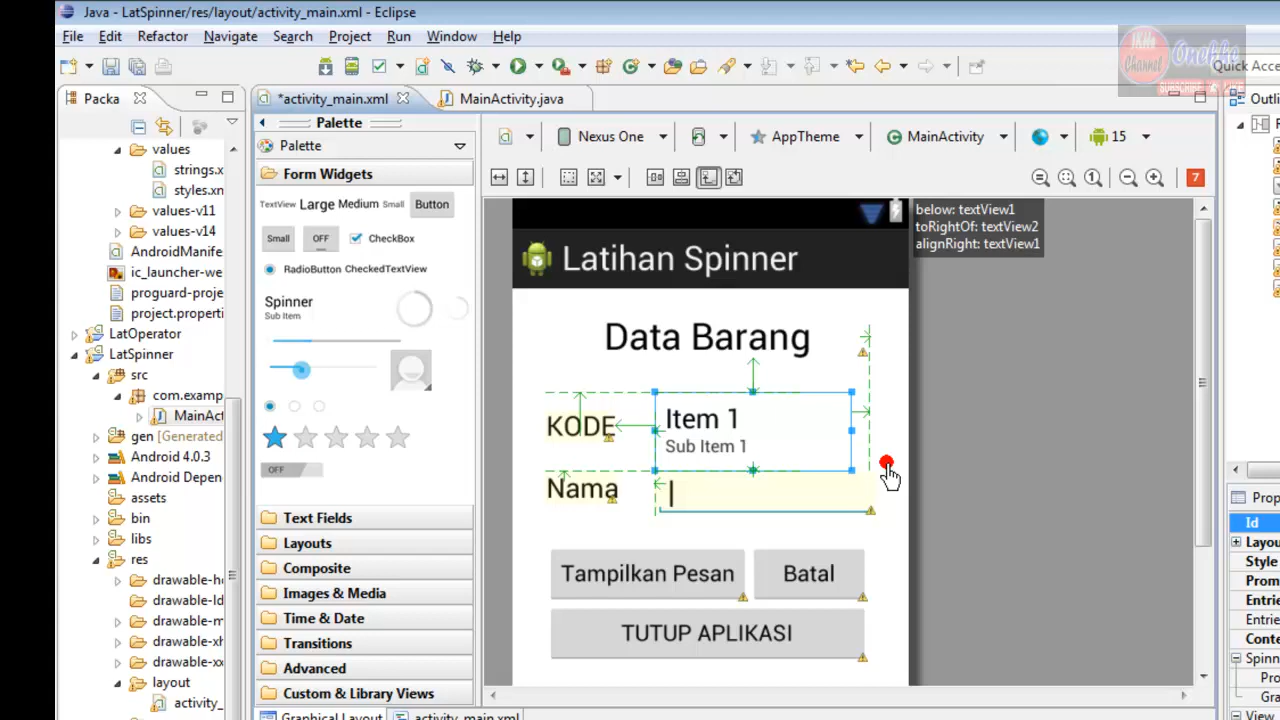 Java - LatSpinner/res/layout/activity_main.xml - Eclipse
File Edit Refactor Navigate Search Project Run Window Help
JKHe Channel
SUBSCRIBE & LIKE
Quick Acce
Packa
*activity_main.xml
MainActivity.java
Outli
Palette
Palette
Nexus One
AppTheme
MainActivity
15
values
strings.x
styles.xn
values-v11
values-v14
AndroidManife
ic_launcher-we
proguard-proje
project.properti
LatOperator
LatSpinner
src
com.examp
MainAct
gen [Generated
Android 4.0.3
Android Depen
assets
bin
libs
res
drawable-h
drawable-ld
drawable-m
drawable-xh
drawable-xx
layout
activity_
Form Widgets
TextView Large Medium Small Button
Small OFF CheckBox
RadioButton CheckedTextView
Spinner
Sub Item
OFF
Text Fields
Layouts
Composite
Images & Media
Time & Date
Transitions
Advanced
Custom & Library Views
Graphical Layout
activity_main.xml
7
below: textView1
toRightOf: textView2
alignRight: textView1
Latihan Spinner
Data Barang
KODE
Item 1
Sub Item 1
Nama
Tampilkan Pesan
Batal
TUTUP APLIKASI
Prop
Id
Layou
Style
Prom
Entrie
Entrie
Conte
Spinn
Pro
Gra
View